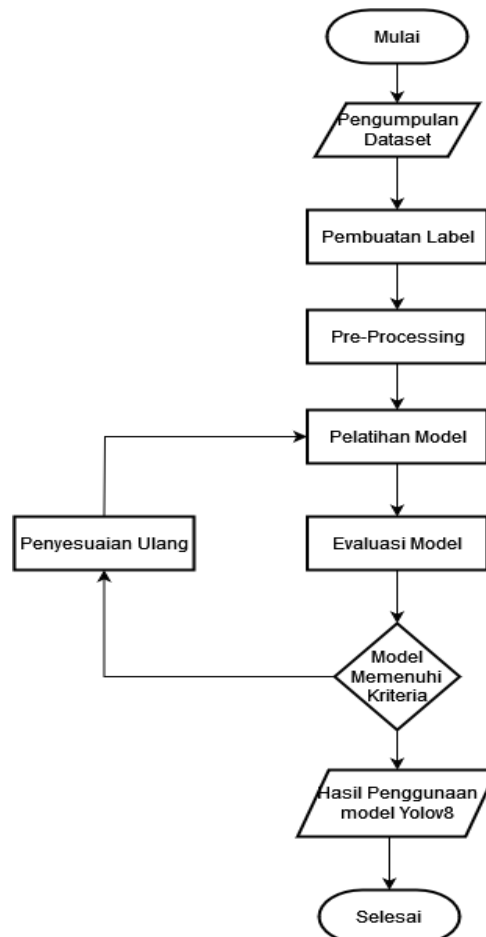 Mulai
Pengumpulan
Dataset
Pembuatan Label
Pre-Processing
Pelatihan Model
Penyesuaian Ulang
Evaluasi Model
Model
Memenuhi
Kriteria
Hasil Penggunaan
model Yolov8
Selesai